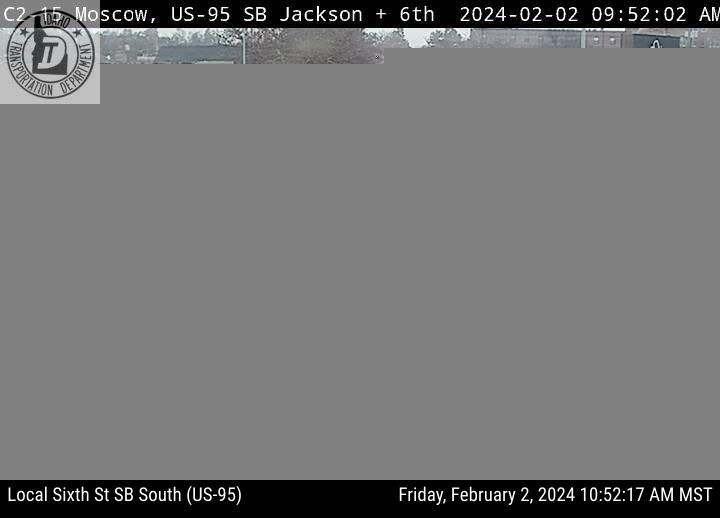 C2-15 Moscow, US-95 SB Jackson + 6th 2024-02-02 09:52:02 AM
IDAHO
TRANSPORTATION DEPARTMENT
Local Sixth St SB South (US-95)
Friday, February 2, 2024 10:52:17 AM MST